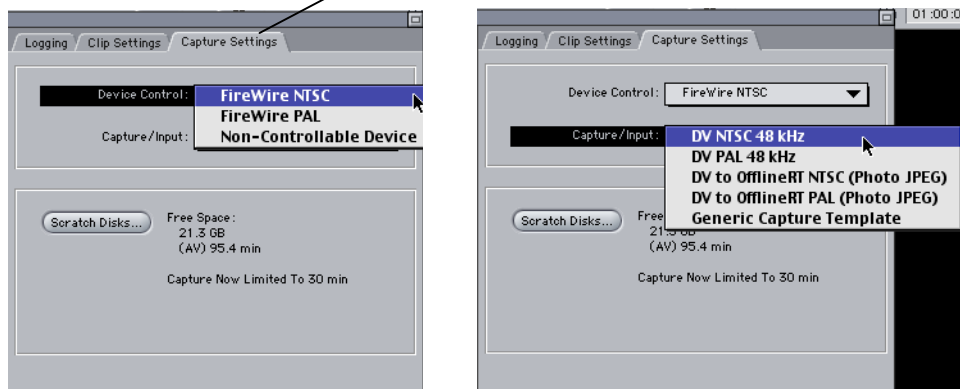 Logging Clip Settings Capture Settings
Device Control: FireWire NTSC
FireWire PAL
Non-Controllable Device
Capture/Input:
Scratch Disks...
Free Space:
21.3 GB
(AV) 95.4 min
Capture Now Limited To 30 min
01:00:0
Logging Clip Settings Capture Settings
Device Control: FireWire NTSC
Capture/Input: DV NTSC 48 kHz
DV PAL 48 kHz
DV to OfflineRT NTSC (Photo JPEG)
DV to OfflineRT PAL (Photo JPEG)
Generic Capture Template
Scratch Disks...
Free
(AV) 95.4 min
Capture Now Limited To 30 min